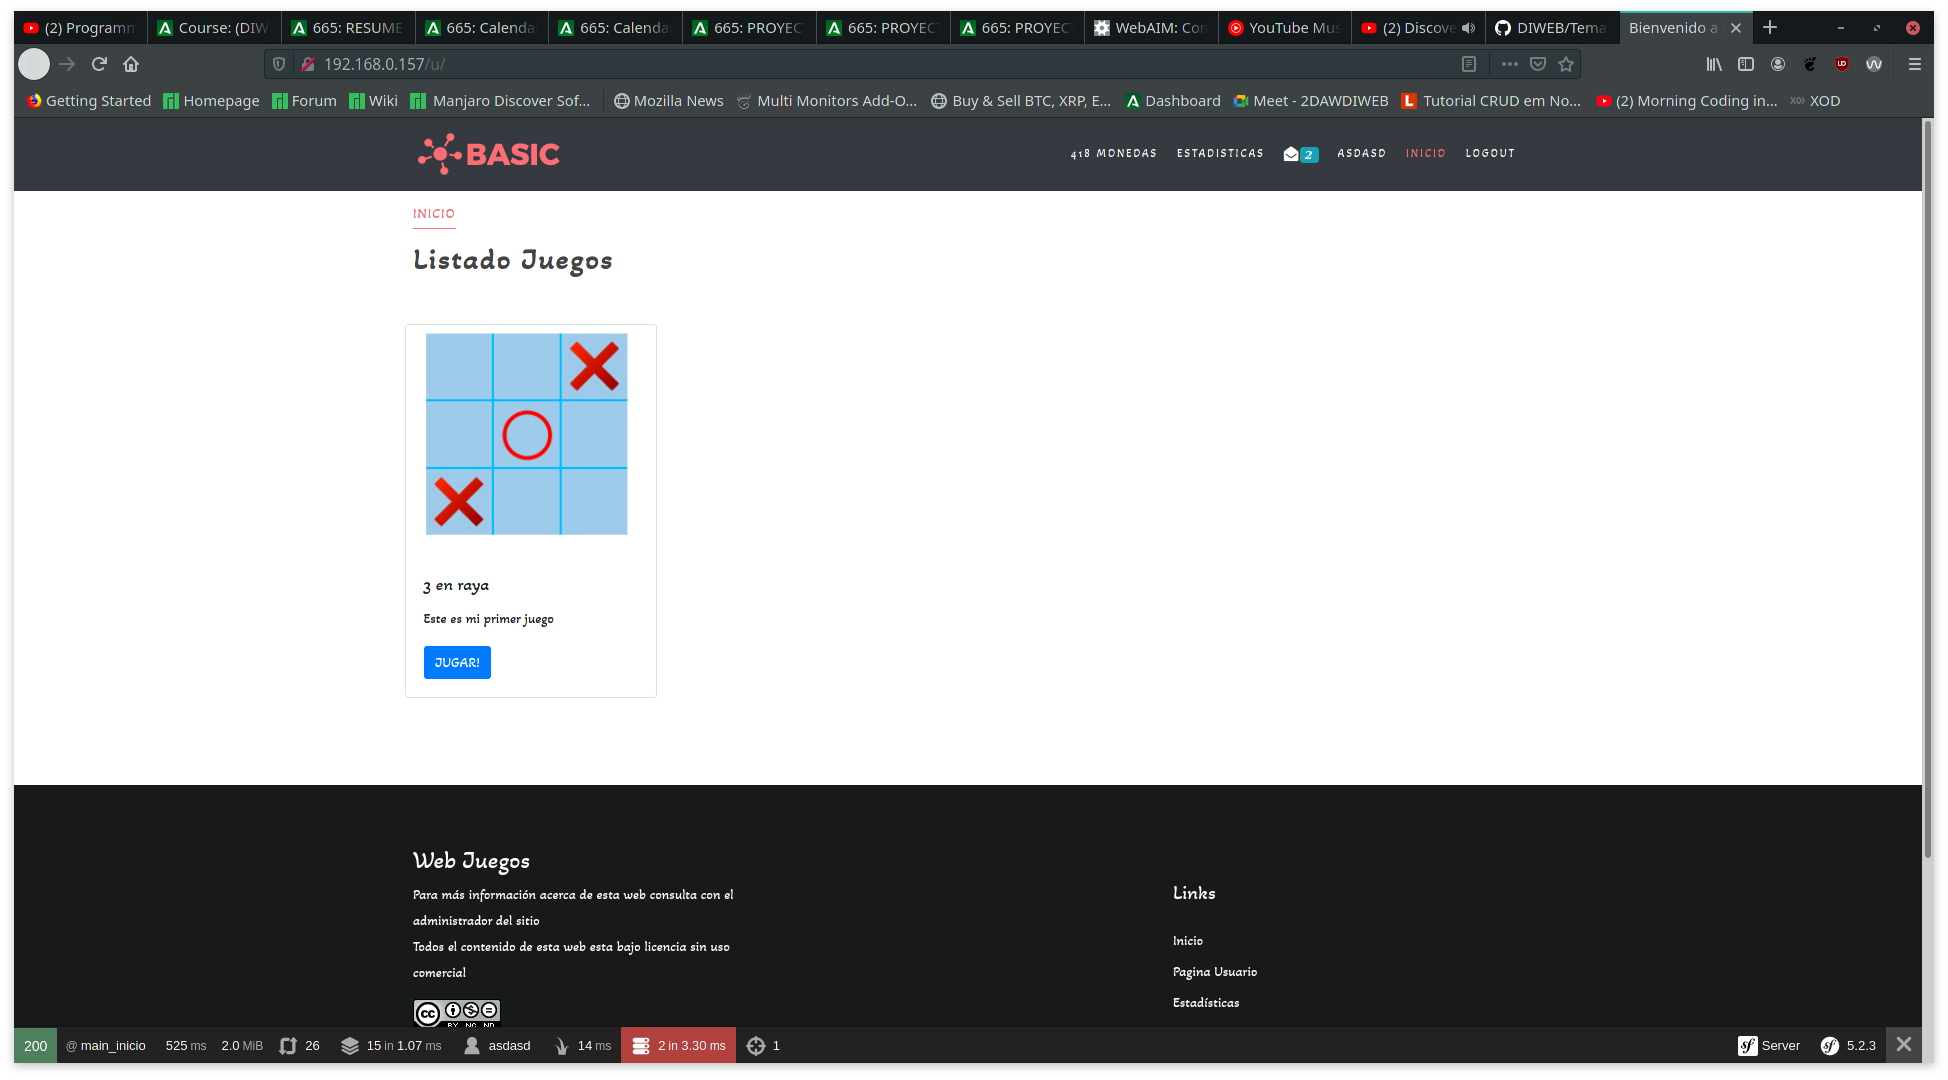 (2) Programm
Course: (DIW
665: RESUME
665: Calenda
665: Calenda
665: PROYEC
665: PROYECT
665: PROYECT
WebAIM: Con
YouTube Mus
(2) Discove
DIWEB/Tema
Bienvenido a
192.168.0.157/u/
Getting Started
Homepage
Forum
Wiki
Manjaro Discover Sof...
Mozilla News
Multi Monitors Add-O...
Buy & Sell BTC, XRP, E...
Dashboard
Meet - 2DAWDIWEB
Tutorial CRUD em No...
(2) Morning Coding in...
XOD
BASIC
418 MONEDAS
ESTADISTICAS
2
ASDASD
INICIO
LOGOUT
INICIO
Listado Juegos
3 en raya
Este es mi primer juego
JUGAR!
Web Juegos
Para más información acerca de esta web consulta con el
administrador del sitio
Todos el contenido de esta web esta bajo licencia sin uso
comercial
Links
Inicio
Pagina Usuario
Estadísticas
cc
BY NC ND
200 @ main_inicio 525 ms 2.0 MiB 26 15 in 1.07 ms asdasd 14 ms 2 in 3.30 ms 1 Server 5.2.3